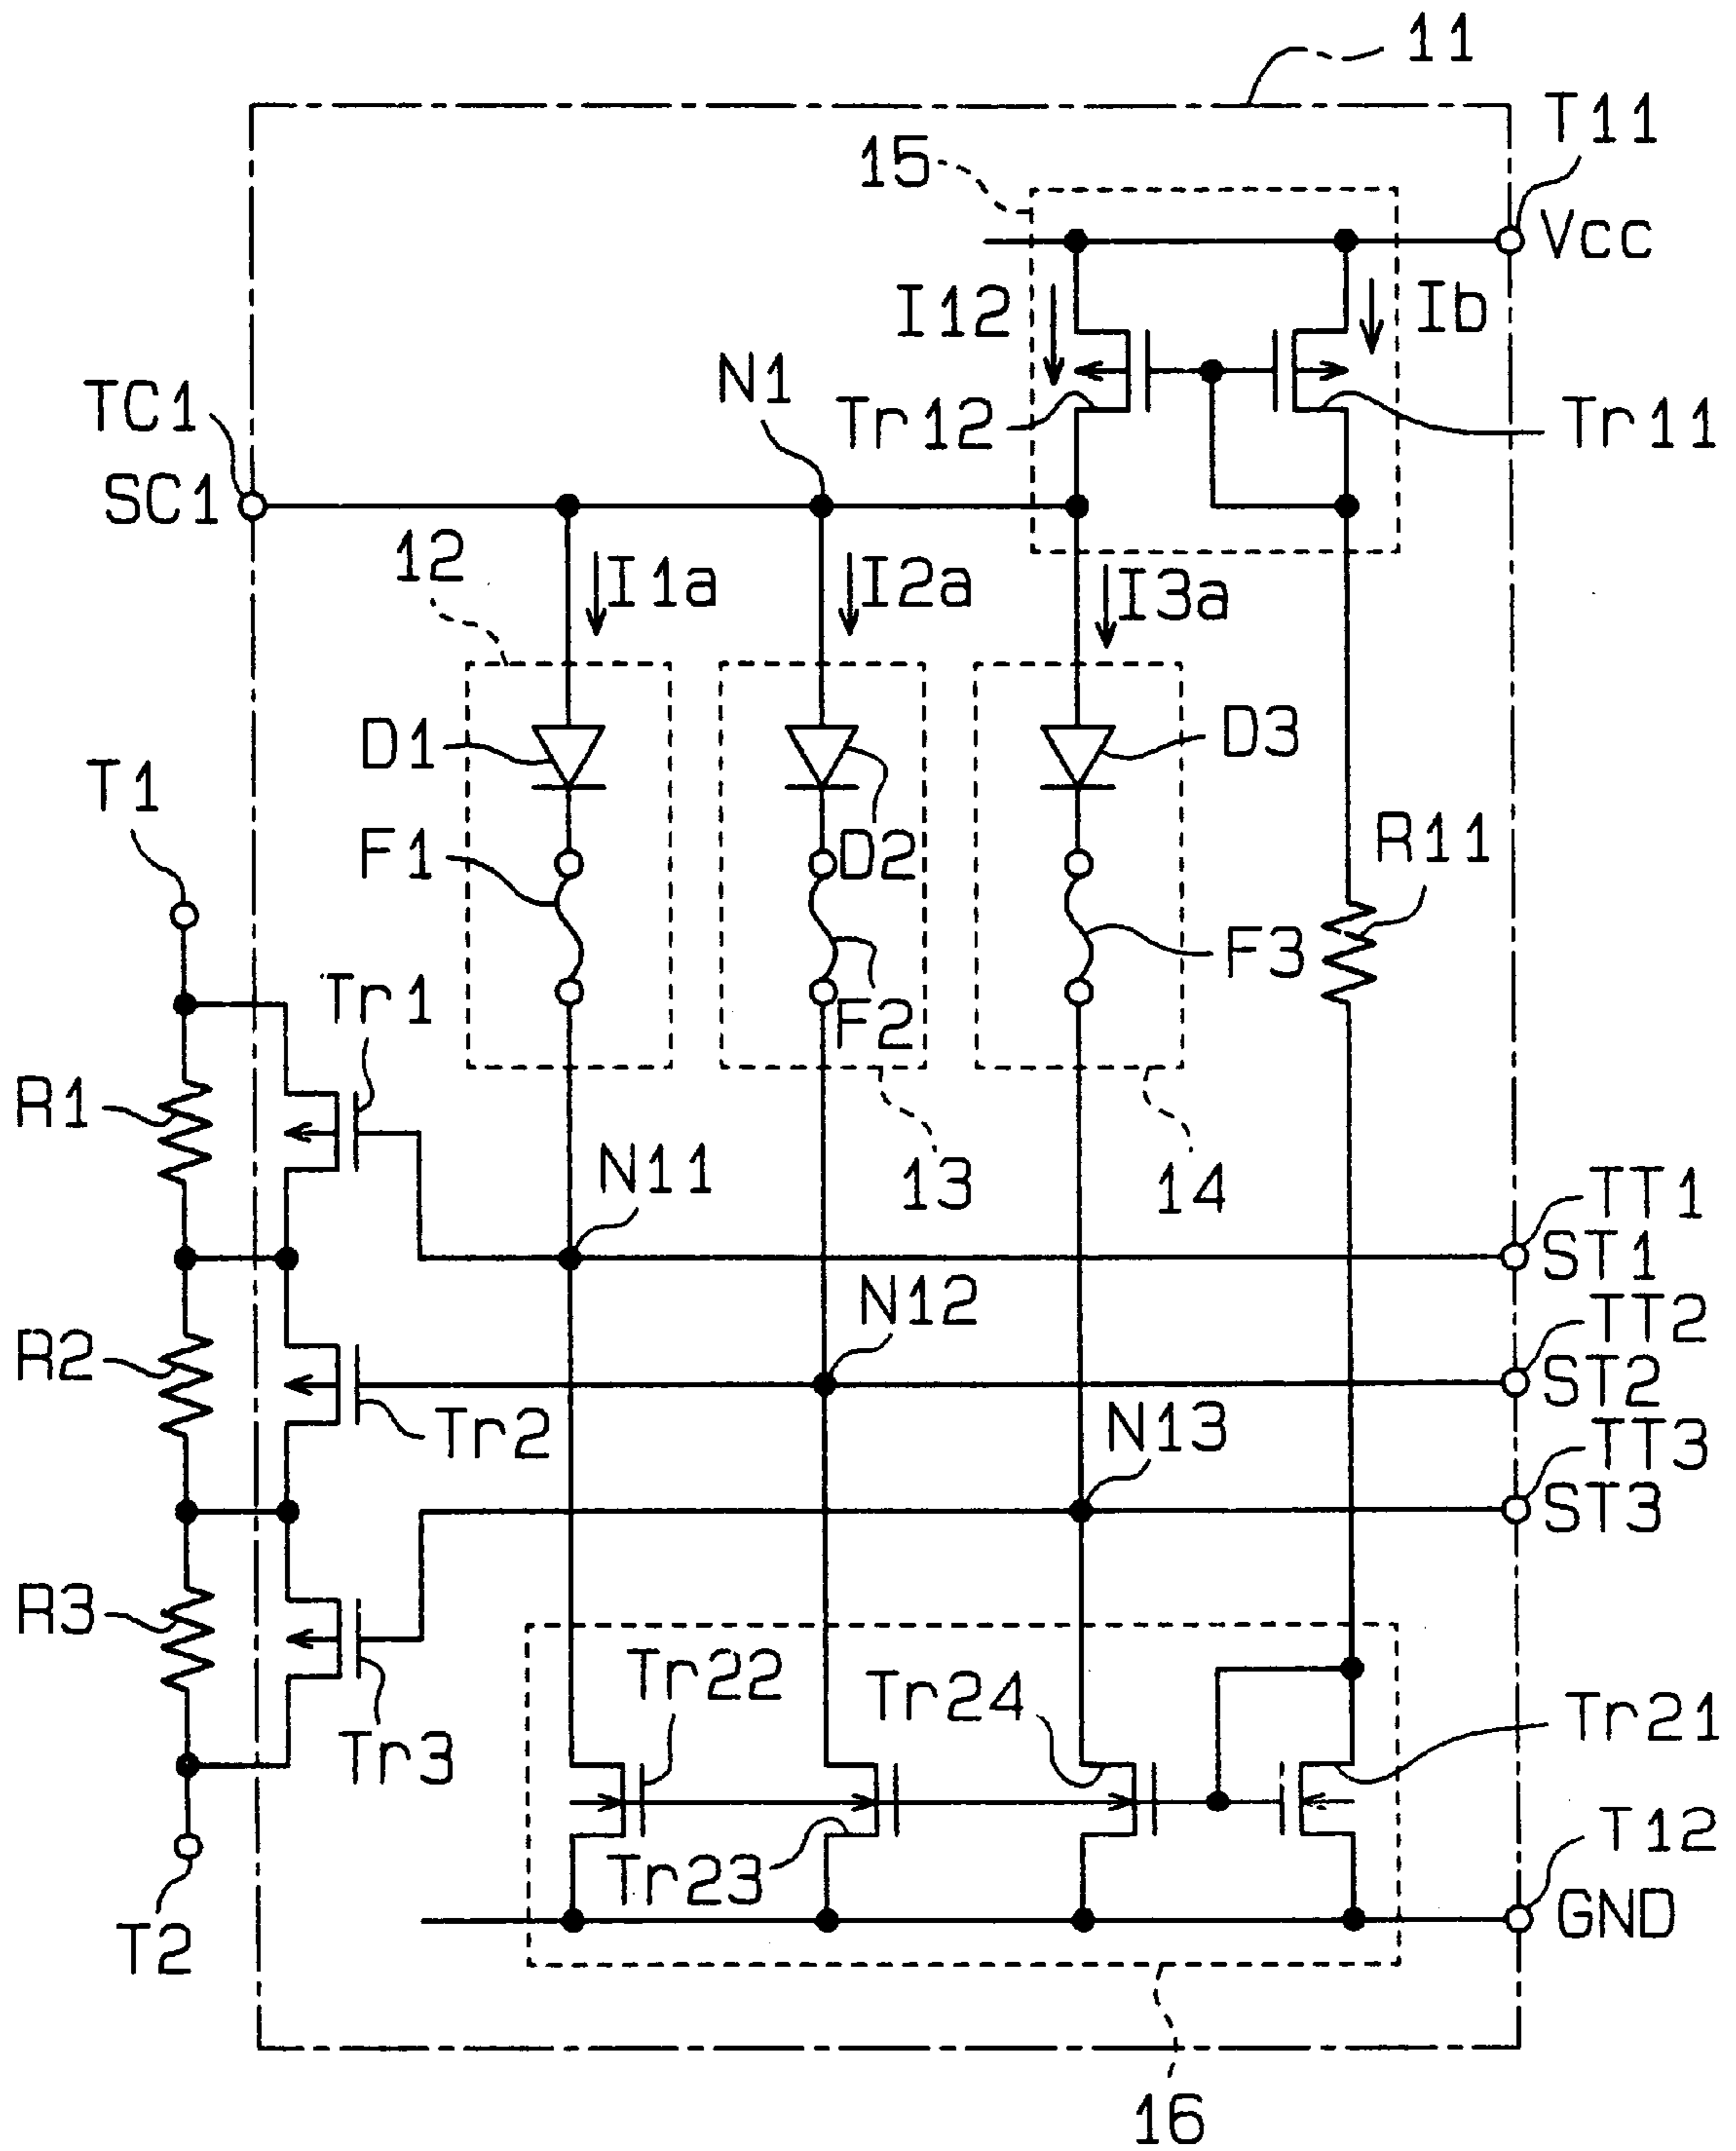 11
T11
15
Vcc
I12
Ib
N1
TC1
Tr12
Tr11
SC1
12
I1a
I2a
I3a
D1
D3
T1
F1
D2
R11
F3
Tr1
F2
R1
N11
13
14
TT1
ST1
N12
TT2
R2
ST2
Tr2
N13
TT3
ST3
R3
Tr22
Tr24
Tr21
Tr3
T12
Tr23
GND
T2
16